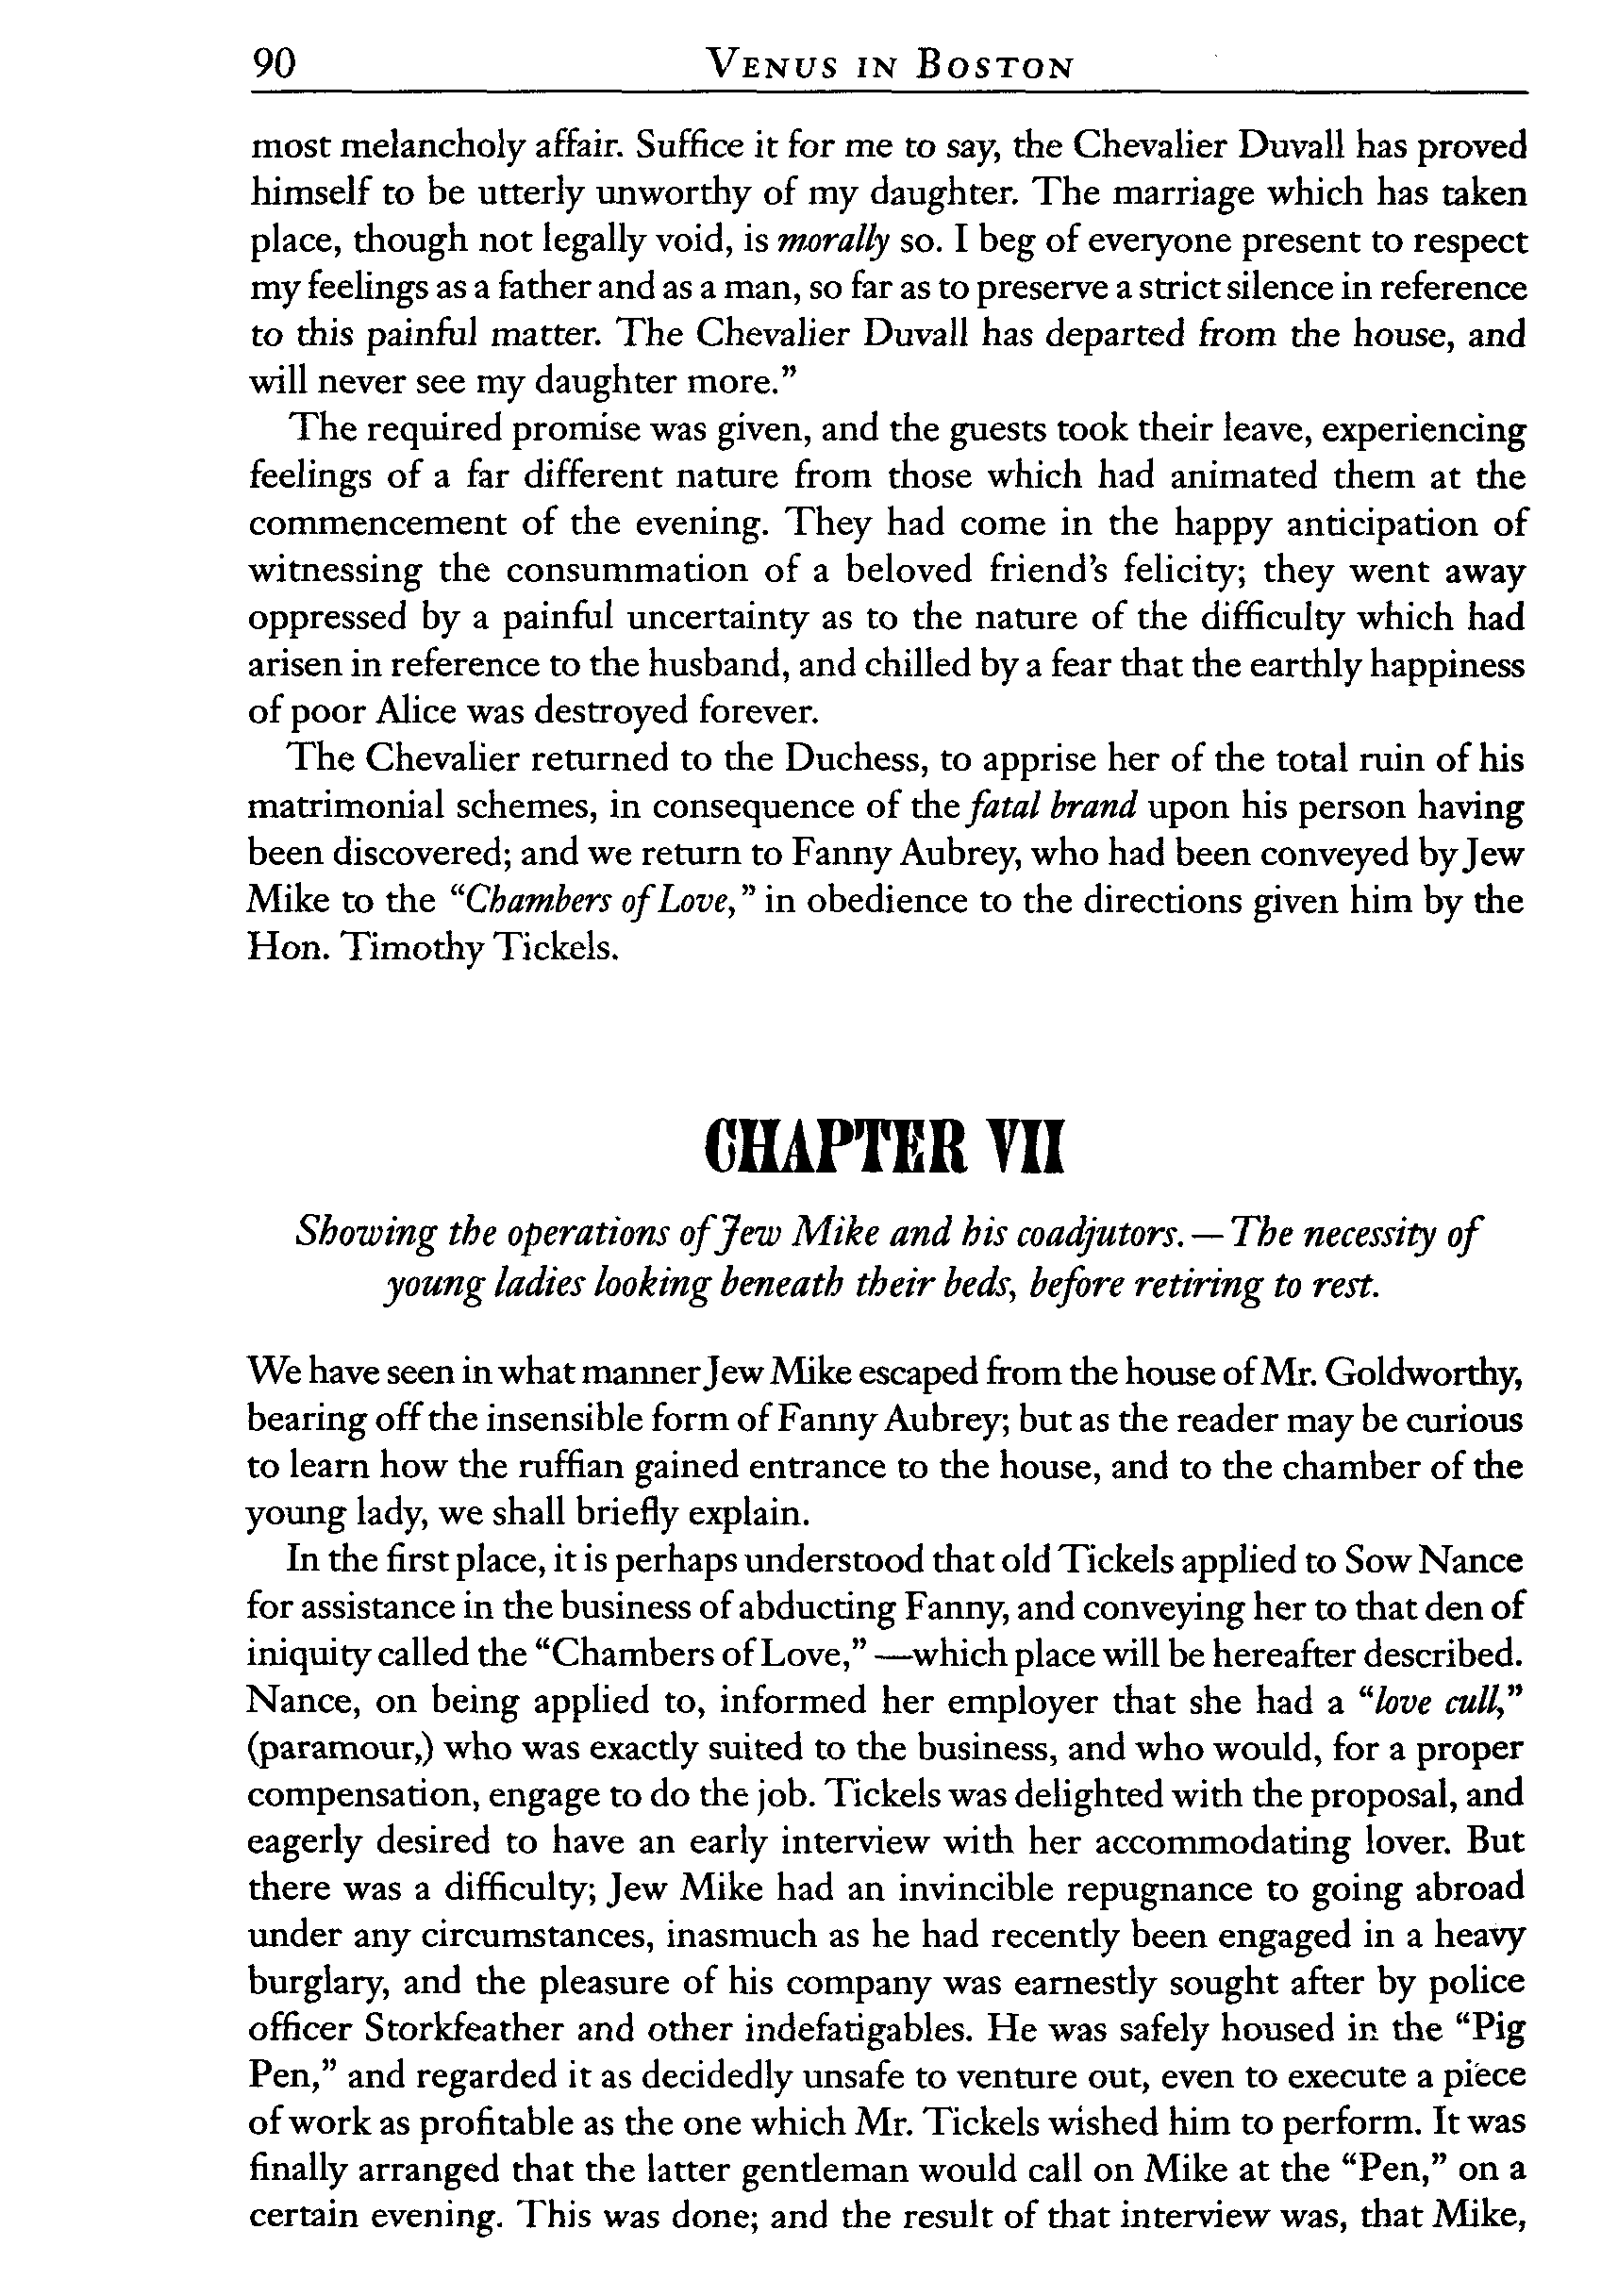 90 VENUS IN BOSTON
most melancholy affair. Suffice it for me to say, the Chevalier Duvall has proved
himself to be utterly unworthy of my daughter. The marriage which has taken
place, though not legally void, is morally so. I beg of everyone present to respect
my feelings as a father and as a man, so far as to preserve a strict silence in reference
to this painful matter. The Chevalier Duvall has departed from the house, and
will never see my daughter more.”
The required promise was given, and the guests took their leave, experiencing
feelings of a far different nature from those which had animated them at the
commencement of the evening. They had come in the happy anticipation of
witnessing the consummation of a beloved friend’s felicity; they went away
oppressed by a painful uncertainty as to the nature of the difficulty which had
arisen in reference to the husband, and chilled by a fear that the earthly happiness
of poor Alice was destroyed forever.
The Chevalier returned to the Duchess, to apprise her of the total ruin of his
matrimonial schemes, in consequence of the fatal brand upon his person having
been discovered; and we return to Fanny Aubrey, who had been conveyed by Jew
Mike to the “Chambers of Love,” in obedience to the directions given him by the
Hon. Timothy Tickels.
CHAPTER VII
Showing the operations of Jew Mike and his coadjutors.—The necessity of
young ladies looking beneath their beds, before retiring to rest.
We have seen in what manner Jew Mike escaped from the house of Mr. Goldworthy,
bearing off the insensible form of Fanny Aubrey; but as the reader may be curious
to learn how the ruffian gained entrance to the house, and to the chamber of the
young lady, we shall briefly explain.
In the first place, it is perhaps understood that old Tickels applied to Sow Nance
for assistance in the business of abducting Fanny, and conveying her to that den of
iniquity called the “Chambers of Love,” —which place will be hereafter described.
Nance, on being applied to, informed her employer that she had a “love cull,”
(paramour,) who was exactly suited to the business, and who would, for a proper
compensation, engage to do the job. Tickels was delighted with the proposal, and
eagerly desired to have an early interview with her accommodating lover. But
there was a difficulty; Jew Mike had an invincible repugnance to going abroad
under any circumstances, inasmuch as he had recently been engaged in a heavy
burglary, and the pleasure of his company was earnestly sought after by police
officer Storkfeather and other indefatigables. He was safely housed in the “Pig
Pen,” and regarded it as decidedly unsafe to venture out, even to execute a piece
of work as profitable as the one which Mr. Tickels wished him to perform. It was
finally arranged that the latter gentleman would call on Mike at the “Pen,” on a
certain evening. This was done; and the result of that interview was, that Mike,